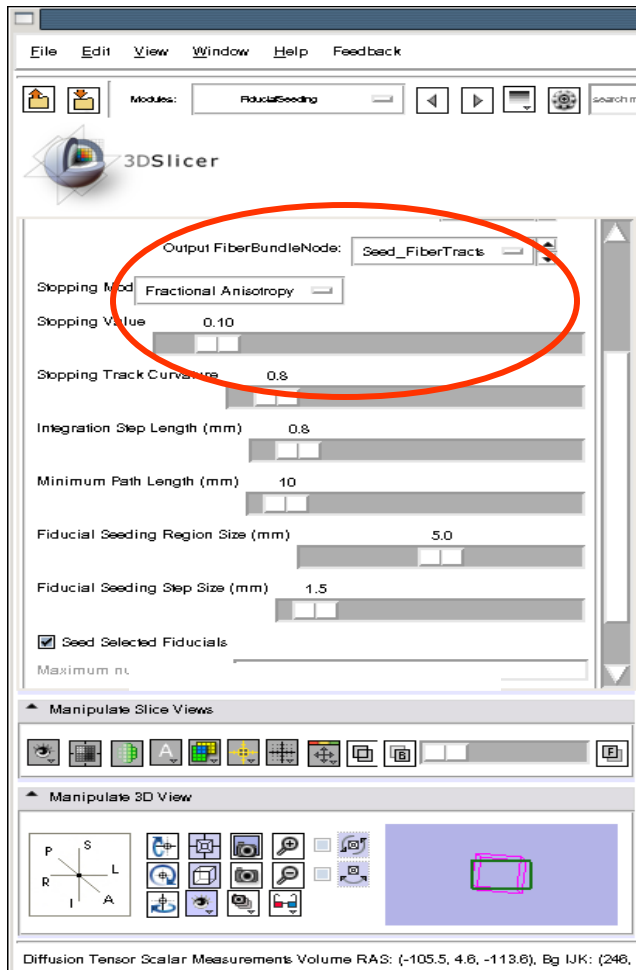 File Edit View Window Help Feedback
Modules: FiducialSeeding search m
3DSlicer
Output FiberBundleNode: Seed_FiberTracts
Stopping Mod Fractional Anisotropy
Stopping Value 0.10
Stopping Track Curvature 0.8
Integration Step Length (mm) 0.8
Minimum Path Length (mm) 10
Fiducial Seeding Region Size (mm) 5.0
Fiducial Seeding Step Size (mm) 1.5
Seed Selected Fiducials
Maximum nu
Manipulate Slice Views
A B F
Manipulate 3D View
P S
R L
I A
Diffusion Tensor Scalar Measurements Volume RAS: (-105.5, 4.6, -113.6), Bg IJK: (246,